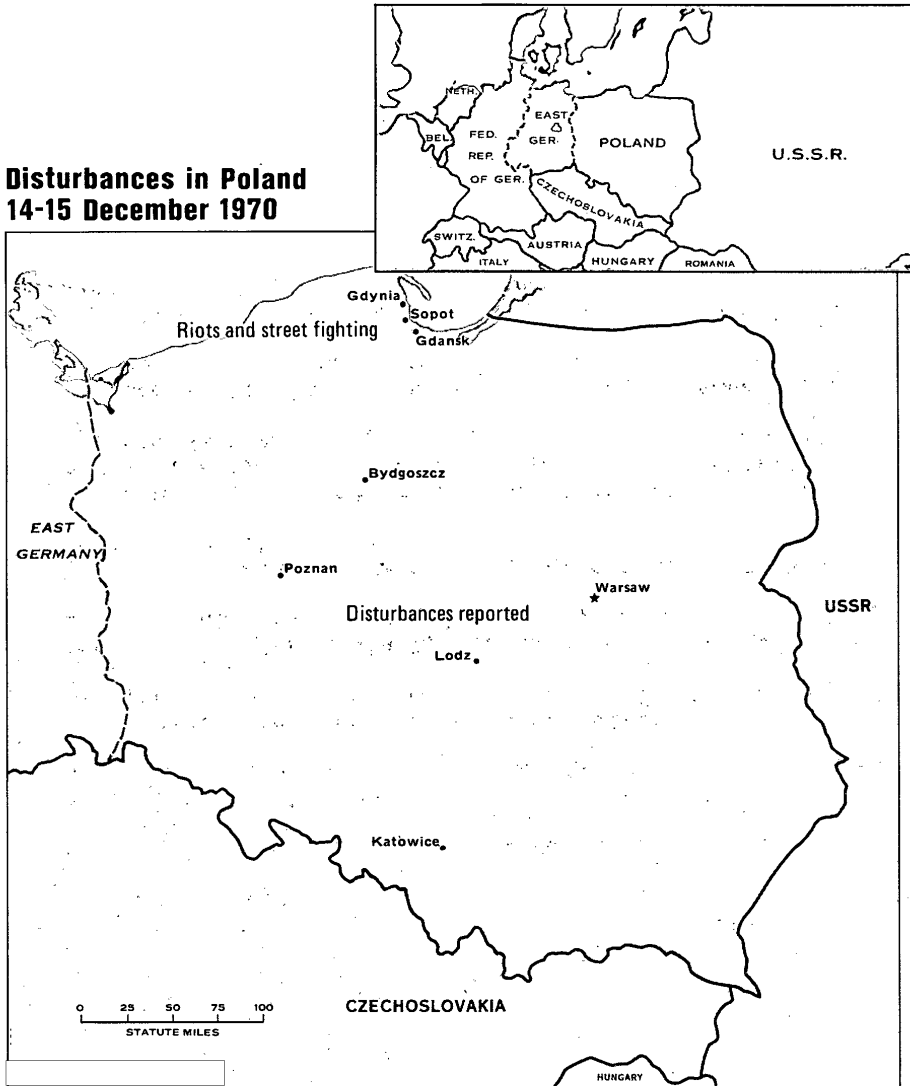 Disturbances in Poland
14-15 December 1970
NETH.
BEL.
FED.
REP.
OF GER.
EAST
GER.
POLAND
U.S.S.R.
CZECHOSLOVAKIA
SWITZ.
AUSTRIA
ITALY
HUNGARY
ROMANIA
Gdynia
Sopot
Riots and street fighting
Gdansk
Bydgoszcz
EAST
GERMANY
Poznan
Warsaw
USSR
Disturbances reported
Lodz
Katowice
CZECHOSLOVAKIA
0 25 50 75 100
STATUTE MILES
HUNGARY